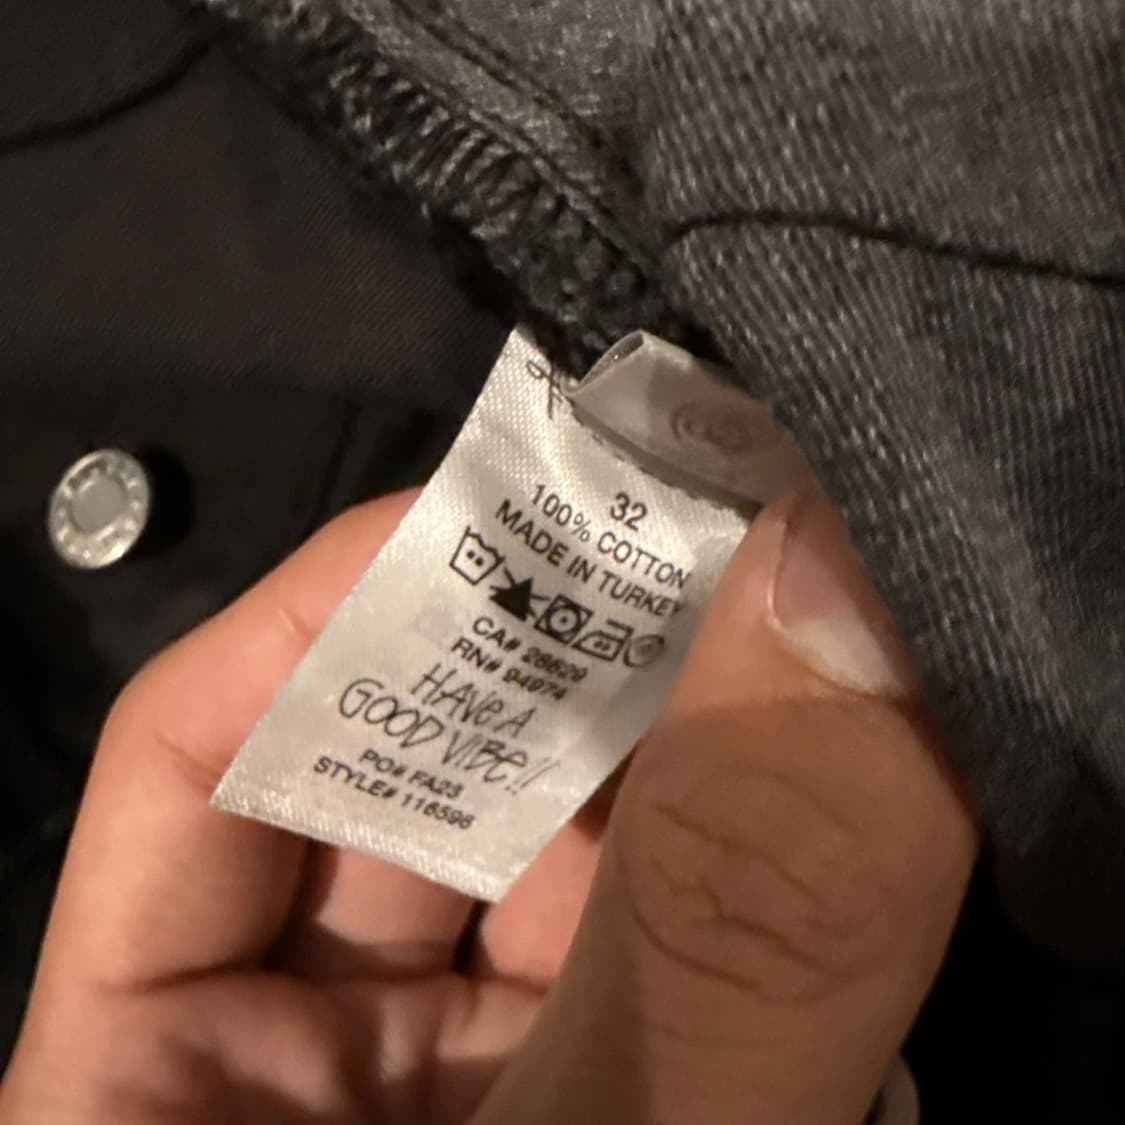 32
100% COTTON
MADE IN TURKEY
CA# 28629
RN# 94974
HAVE A
GOOD VIBE!!
PO# FA23
STYLE# 116596